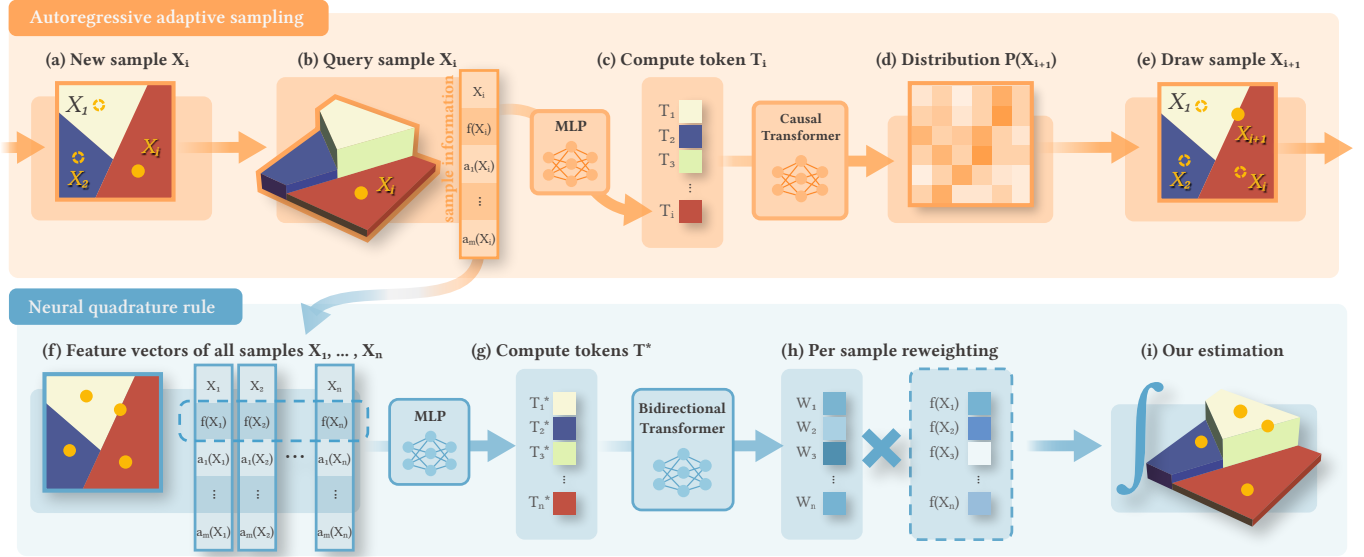 Autoregressive adaptive sampling
(a) New sample Xᵢ
(b) Query sample Xᵢ
(c) Compute token Tᵢ
(d) Distribution P(Xᵢ₊₁)
(e) Draw sample Xᵢ₊₁
X₁
X₂
Xᵢ
Xᵢ
sample information
Xᵢ
f(Xᵢ)
a₁(Xᵢ)
⋮
aₘ(Xᵢ)
MLP
T₁
T₂
T₃
⋮
Tᵢ
Causal
Transformer
X₁
Xᵢ₊₁
X₂
Xᵢ
Neural quadrature rule
(f) Feature vectors of all samples X₁, ... , Xₙ
(g) Compute tokens T*
(h) Per sample reweighting
(i) Our estimation
X₁ X₂ Xₙ
f(X₁) f(X₂) f(Xₙ)
a₁(X₁) a₁(X₂) ... a₁(Xₙ)
⋮ ⋮ ⋮
aₘ(X₁) aₘ(X₂) aₘ(Xₙ)
MLP
T₁*
T₂*
T₃*
⋮
Tₙ*
Bidirectional
Transformer
W₁
W₂
W₃
⋮
Wₙ
f(X₁)
f(X₂)
f(X₃)
⋮
f(Xₙ)
∫